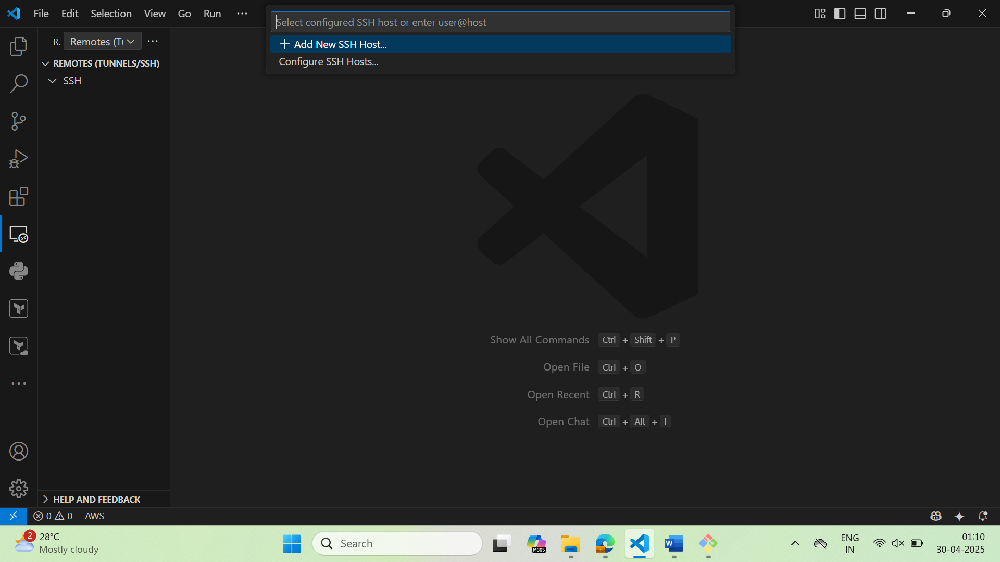 File Edit Selection View Go Run ...
Select configured SSH host or enter user@host
Add New SSH Host...
Configure SSH Hosts...
R. Remotes (Tu ...
REMOTES (TUNNELS/SSH)
SSH
Show All Commands Ctrl + Shift + P
Open File Ctrl + O
Open Recent Ctrl + R
Open Chat Ctrl + Alt + I
HELP AND FEEDBACK
0 0 AWS
2 28°C
Mostly cloudy
Search
M365
W
ENG
IN
01:10
30-04-2025